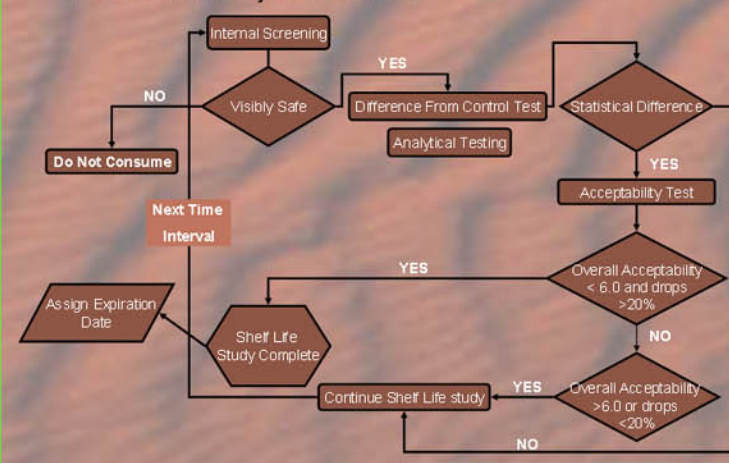 Internal Screening
YES
NO
Visibly Safe
Difference From Control Test
Statistical Difference
Do Not Consume
Analytical Testing
YES
Acceptability Test
Next Time
Interval
YES
Overall Acceptability
< 6.0 and drops
>20%
Assign Expiration
Date
Shelf Life
Study Complete
NO
Continue Shelf Life study
YES
Overall Acceptability
>6.0 or drops
<20%
NO